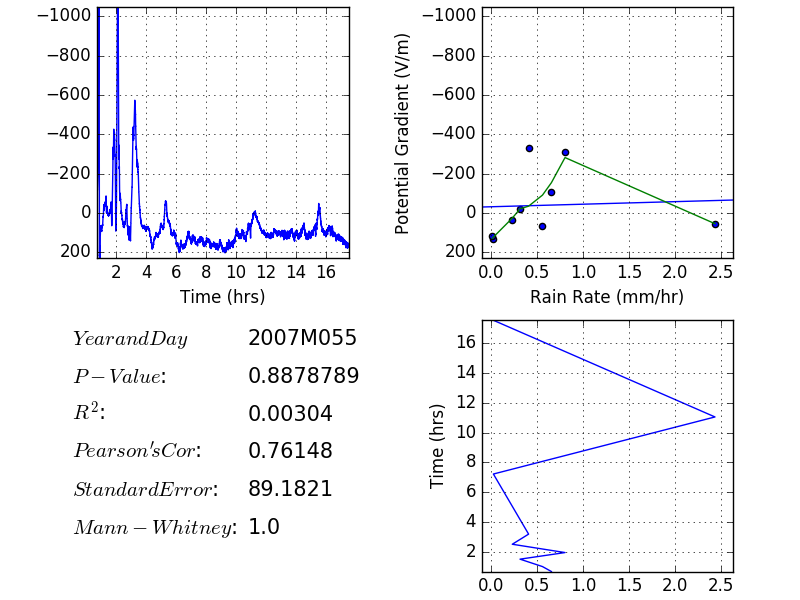 −1000
−800
−600
−400
−200
0
200
2 4 6 8 10 12 14 16
Time (hrs)
Potential Gradient (V/m)
−1000
−800
−600
−400
−200
0
200
0.0 0.5 1.0 1.5 2.0 2.5
Rain Rate (mm/hr)
YearandDay 2007M055
P−Value: 0.8878789
R²: 0.00304
Pearson'sCor: 0.76148
StandardError: 89.1821
Mann−Whitney: 1.0
Time (hrs)
16
14
12
10
8
6
4
2
0.0 0.5 1.0 1.5 2.0 2.5